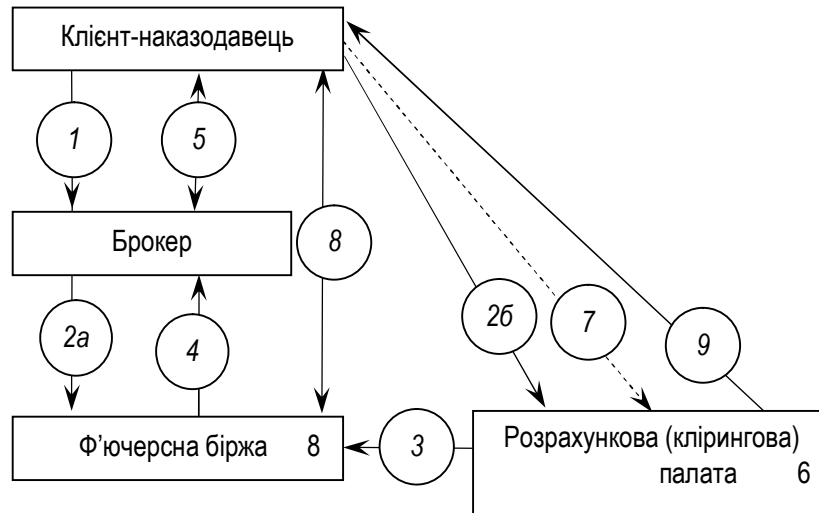 Клієнт-наказодавець
1
5
Брокер
8
2а
4
2б
7
9
Ф’ючерсна біржа 8
3
Розрахункова (клірингова)
палата 6